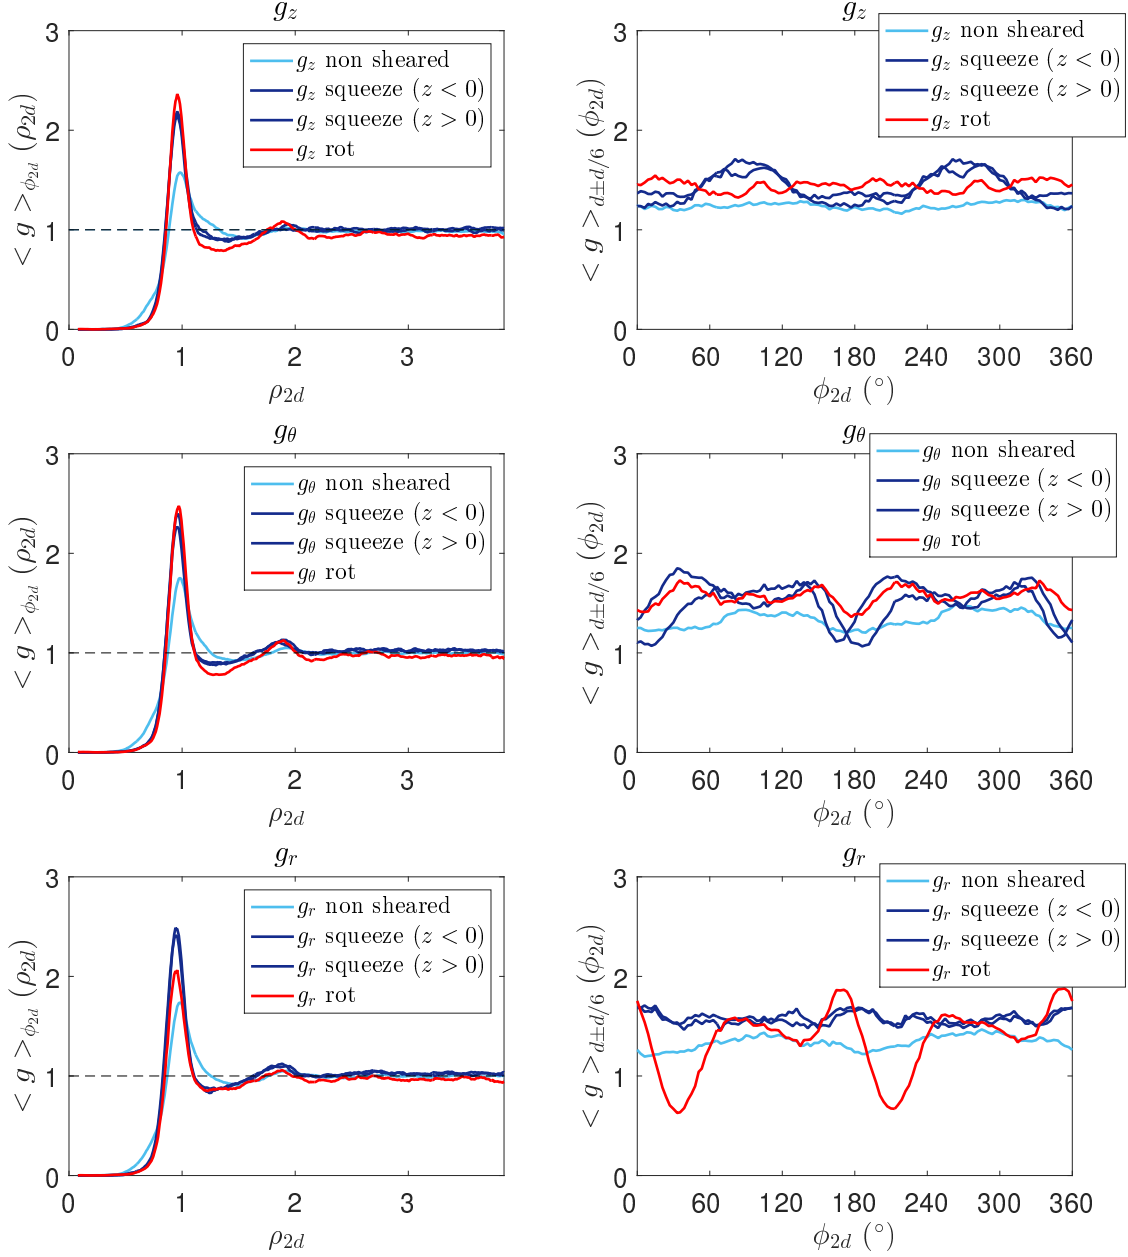 g_z
3
2
1
0
0 1 2 3
< g >_{ϕ_{2d}} (ρ_{2d})
ρ_{2d}
g_z non sheared
g_z squeeze (z < 0)
g_z squeeze (z > 0)
g_z rot
g_z
3
2
1
0
0 60 120 180 240 300 360
< g >_{d±d/6} (ϕ_{2d})
ϕ_{2d} (°)
g_z non sheared
g_z squeeze (z < 0)
g_z squeeze (z > 0)
g_z rot
g_θ
3
2
1
0
0 1 2 3
< g >_{ϕ_{2d}} (ρ_{2d})
ρ_{2d}
g_θ non sheared
g_θ squeeze (z < 0)
g_θ squeeze (z > 0)
g_θ rot
g_θ
3
2
1
0
0 60 120 180 240 300 360
< g >_{d±d/6} (ϕ_{2d})
ϕ_{2d} (°)
g_θ non sheared
g_θ squeeze (z < 0)
g_θ squeeze (z > 0)
g_θ rot
g_r
3
2
1
0
0 1 2 3
< g >_{ϕ_{2d}} (ρ_{2d})
ρ_{2d}
g_r non sheared
g_r squeeze (z < 0)
g_r squeeze (z > 0)
g_r rot
g_r
3
2
1
0
0 60 120 180 240 300 360
< g >_{d±d/6} (ϕ_{2d})
ϕ_{2d} (°)
g_r non sheared
g_r squeeze (z < 0)
g_r squeeze (z > 0)
g_r rot